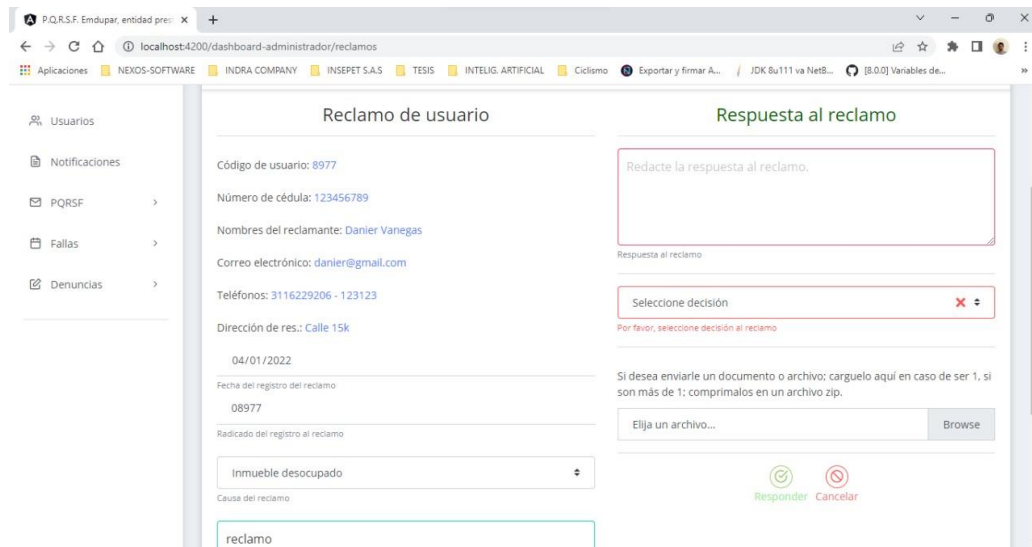 P.Q.R.S.F. Emdupar, entidad pres
localhost:4200/dashboard-administrador/reclamos
Aplicaciones NEXOS-SOFTWARE INDRA COMPANY INSEPET S.A.S TESIS INTELIG. ARTIFICIAL Ciclismo Exportar y firmar A... JDK 8u111 va NetB... [8.0.0] Variables de... »
Usuarios
Notificaciones
PQRSF
Fallas
Denuncias
Reclamo de usuario
Código de usuario: 8977
Número de cédula: 123456789
Nombres del reclamante: Danier Vanegas
Correo electrónico: danier@gmail.com
Teléfonos: 3116229206 - 123123
Dirección de res.: Calle 15k
04/01/2022
Fecha del registro del reclamo
08977
Radicado del registro al reclamo
Inmueble desocupado
Causa del reclamo
reclamo
Respuesta al reclamo
Redacte la respuesta al reclamo.
Respuesta al reclamo
Seleccione decisión
Por favor, seleccione decisión al reclamo
Si desea enviarle un documento o archivo; carguelo aquí en caso de ser 1, si
son más de 1; comprimalos en un archivo zip.
Elija un archivo... Browse
Responder Cancelar